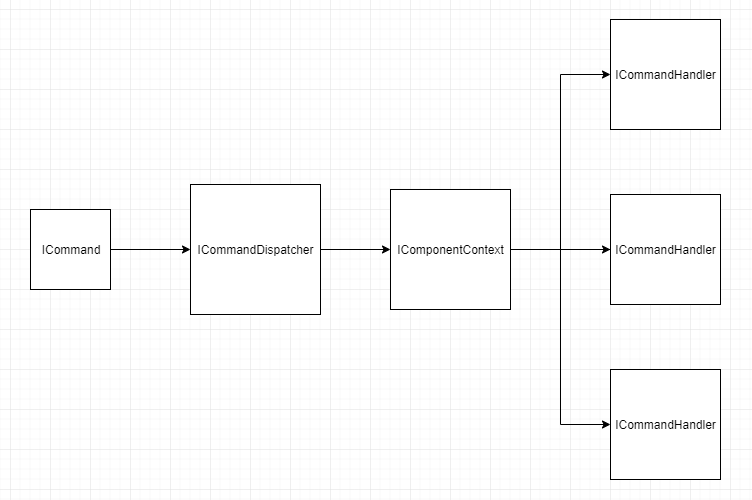 ICommandHandler
ICommand
ICommandDispatcher
IComponentContext
ICommandHandler
ICommandHandler